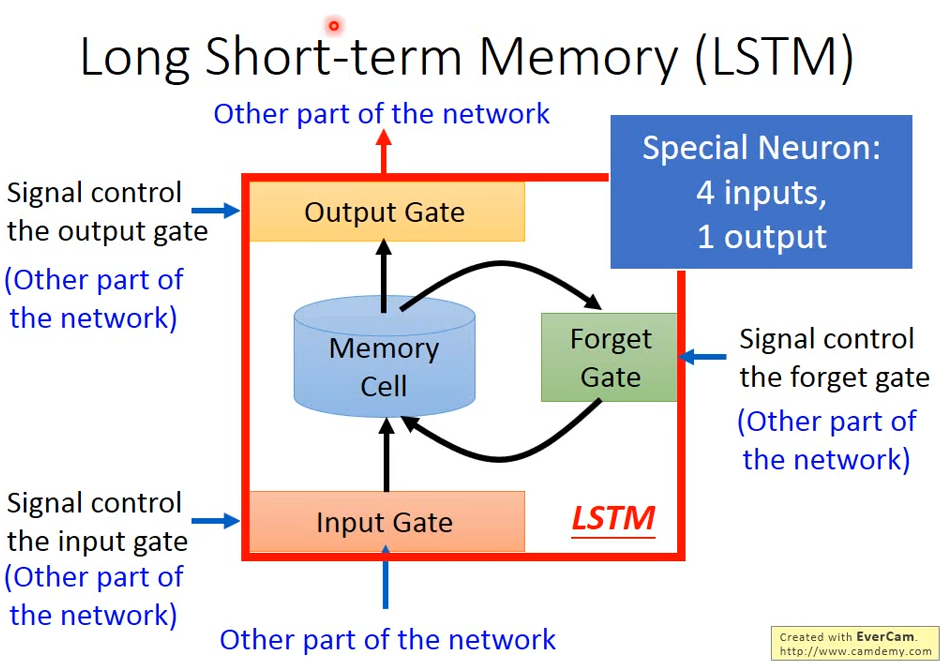 Long Short-term Memory (LSTM)
Other part of the network
Special Neuron:
4 inputs,
1 output
Signal control
the output gate
(Other part of
the network)
Output Gate
Memory
Cell
Forget
Gate
Signal control
the forget gate
(Other part of
the network)
Signal control
the input gate
(Other part of
the network)
Input Gate
LSTM
Other part of the network
Created with EverCam.
http://www.camdemy.com